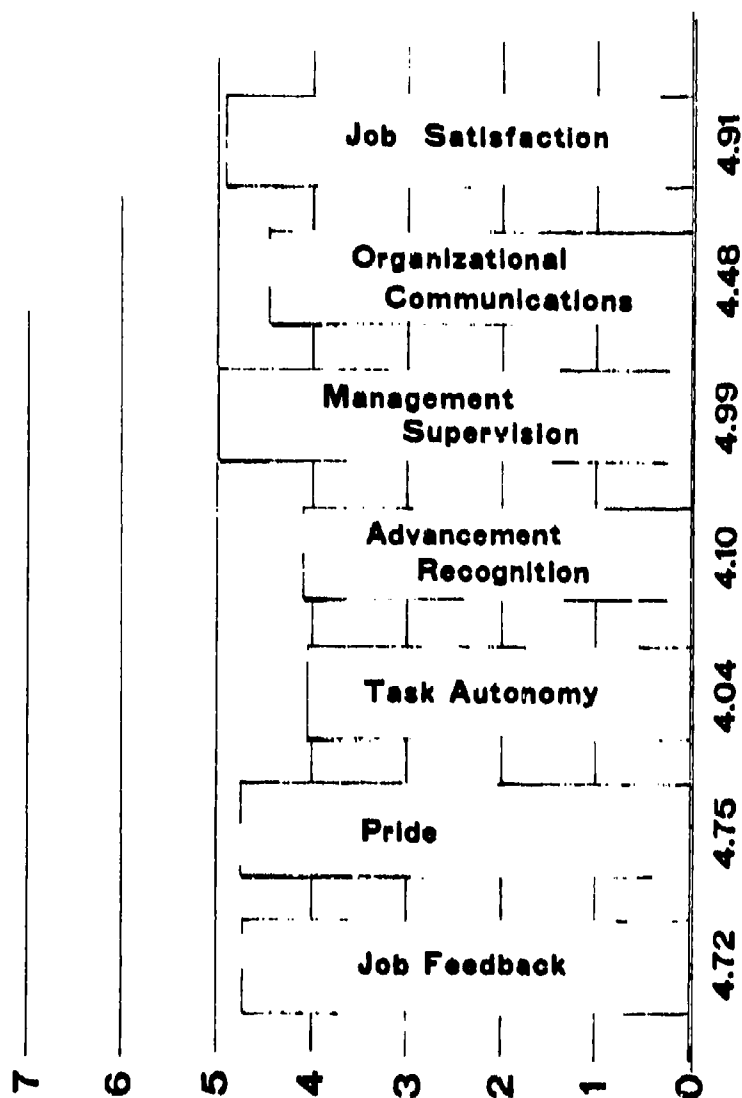 Job Satisfaction
4.91
Organizational
Communications
4.48
Management
Supervision
4.99
Advancement
Recognition
4.10
Task Autonomy
4.04
Pride
4.75
Job Feedback
4.72
7
6
5
4
3
2
1
0